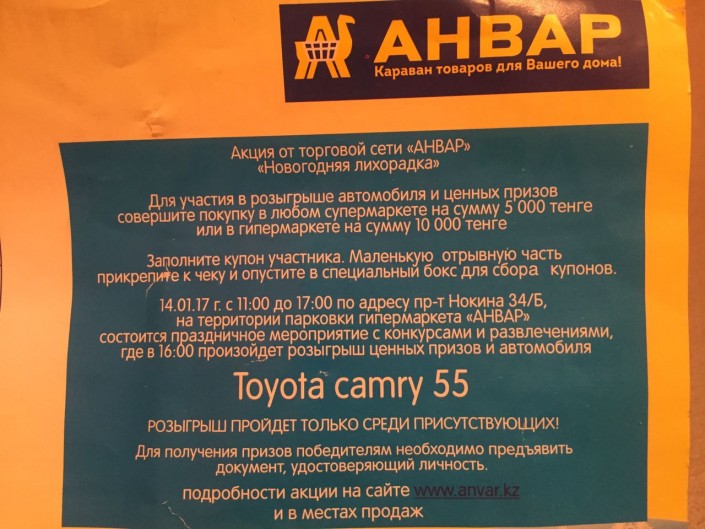 АНВАР
Караван товаров для Вашего дома!
Акция от торговой сети «АНВАР»
«Новогодняя лихорадка»
Для участия в розыгрыше автомобиля и ценных призов
совершите покупку в любом супермаркете на сумму 5 000 тенге
или в гипермаркете на сумму 10 000 тенге
Заполните купон участника. Маленькую отрывную часть
прикрепите к чеку и опустите в специальный бокс для сбора купонов.
14.01.17 г. с 11:00 до 17:00 по адресу пр-т Нокина 34/Б,
на территории парковки гипермаркета «АНВАР»
состоится праздничное мероприятие с конкурсами и развлечениями,
где в 16:00 произойдет розыгрыш ценных призов и автомобиля
Toyota camry 55
РОЗЫГРЫШ ПРОЙДЕТ ТОЛЬКО СРЕДИ ПРИСУТСТВУЮЩИХ!
Для получения призов победителям необходимо предъявить
документ, удостоверяющий личность.
подробности акции на сайте www.anvar.kz
и в местах продаж